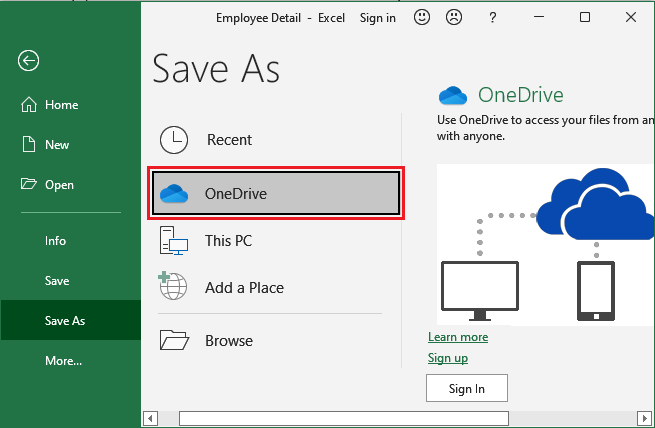 Employee Detail - Excel Sign in ?
Save As
Home
New
Open
Info
Save
Save As
More...
Recent
OneDrive
This PC
Add a Place
Browse
OneDrive
Use OneDrive to access your files from an
with anyone.
Learn more
Sign up
Sign In